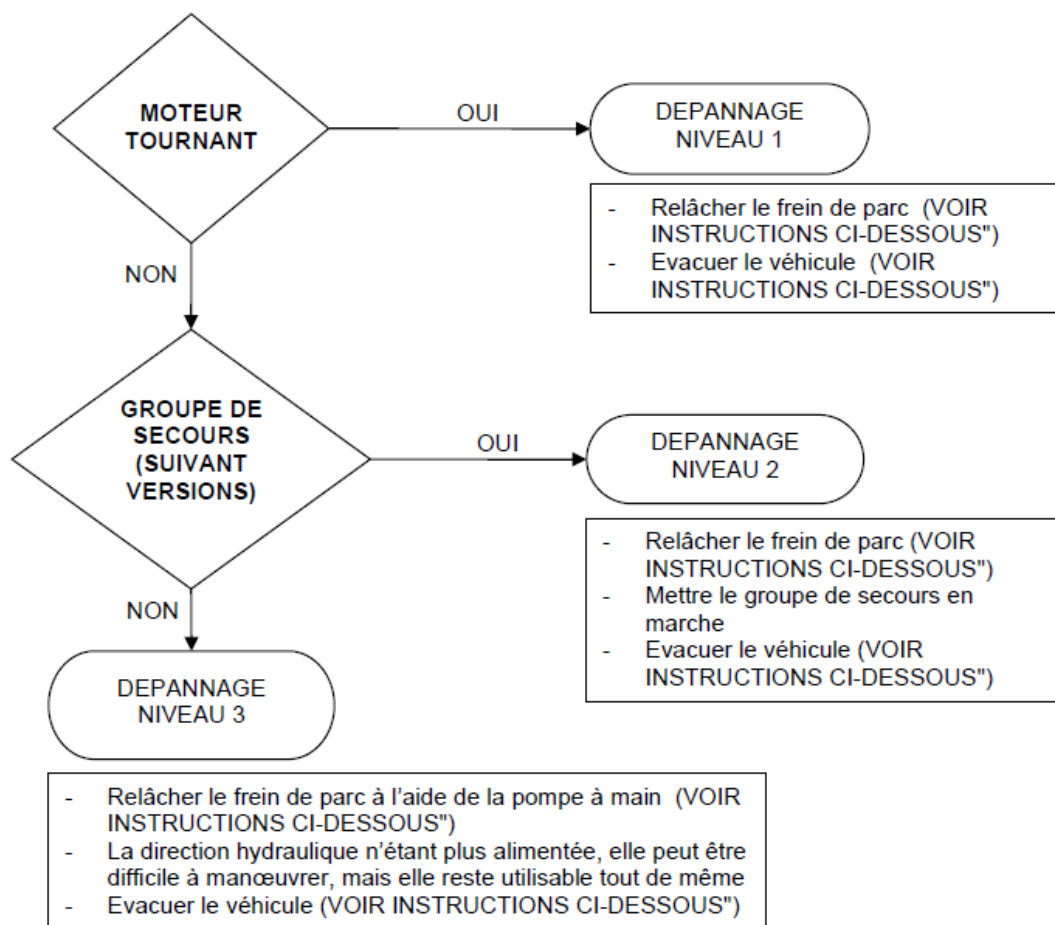 MOTEUR
TOURNANT
OUI
DEPANNAGE
NIVEAU 1
- Relâcher le frein de parc (VOIR
INSTRUCTIONS CI-DESSOUS")
- Evacuer le véhicule (VOIR
INSTRUCTIONS CI-DESSOUS")
NON
GROUPE DE
SECOURS
(SUIVANT
VERSIONS)
OUI
DEPANNAGE
NIVEAU 2
- Relâcher le frein de parc (VOIR
INSTRUCTIONS CI-DESSOUS")
- Mettre le groupe de secours en
marche
- Evacuer le véhicule (VOIR
INSTRUCTIONS CI-DESSOUS")
NON
DEPANNAGE
NIVEAU 3
- Relâcher le frein de parc à l’aide de la pompe à main (VOIR
INSTRUCTIONS CI-DESSOUS")
- La direction hydraulique n’étant plus alimentée, elle peut être
difficile à manœuvrer, mais elle reste utilisable tout de même
- Evacuer le véhicule (VOIR INSTRUCTIONS CI-DESSOUS")